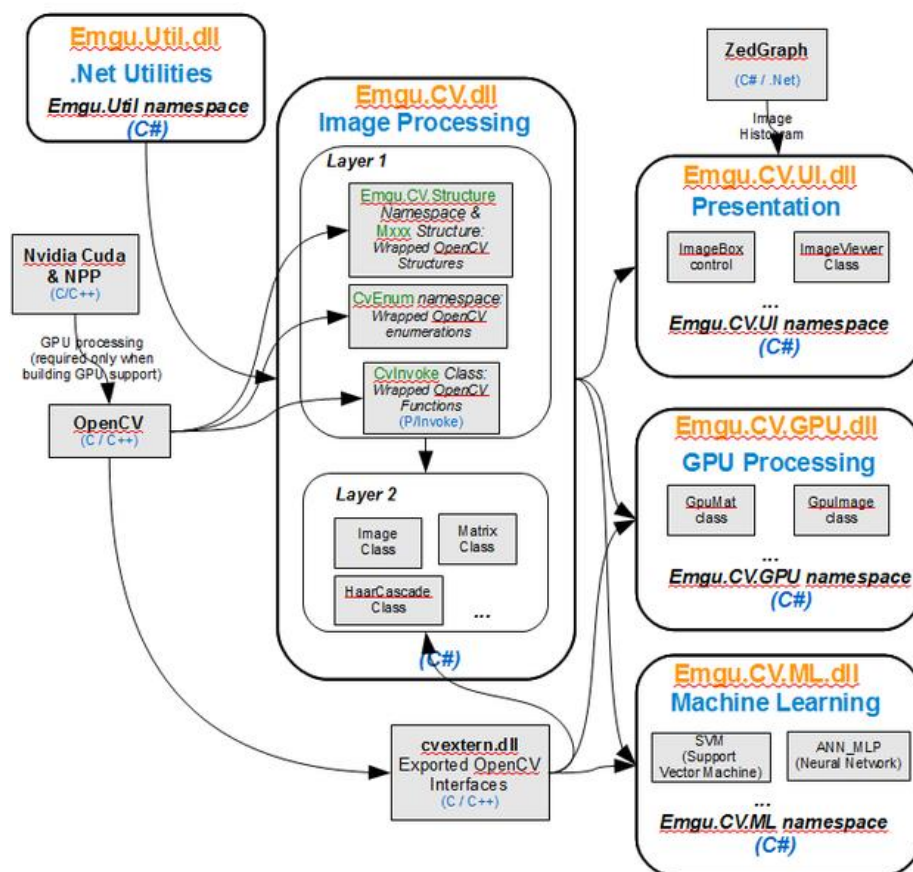 Emgu.Util.dll
.Net Utilities
Emgu.Util namespace
(C#)
ZedGraph
(C# / .Net)
Image
Histogram
Emgu.CV.dll
Image Processing
Layer 1
Emgu.CV.Structure
Namespace &
Mxxx Structure:
Wrapped OpenCV
Structures
CvEnum namespace:
Wrapped OpenCV
enumerations
CvInvoke Class:
Wrapped OpenCV
Functions
(P/Invoke)
Layer 2
Image
Class
Matrix
Class
HaarCascade
Class
...
(C#)
Nvidia Cuda
& NPP
(C/C++)
GPU processing
(required only when
building GPU support)
OpenCV
(C / C++)
cvextern.dll
Exported OpenCV
Interfaces
(C / C++)
Emgu.CV.UI.dll
Presentation
ImageBox
control
ImageViewer
Class
...
Emgu.CV.UI namespace
(C#)
Emgu.CV.GPU.dll
GPU Processing
GpuMat
class
GpuImage
class
...
Emgu.CV.GPU namespace
(C#)
Emgu.CV.ML.dll
Machine Learning
SVM
(Support
Vector Machine)
ANN_MLP
(Neural Network)
...
Emgu.CV.ML namespace
(C#)